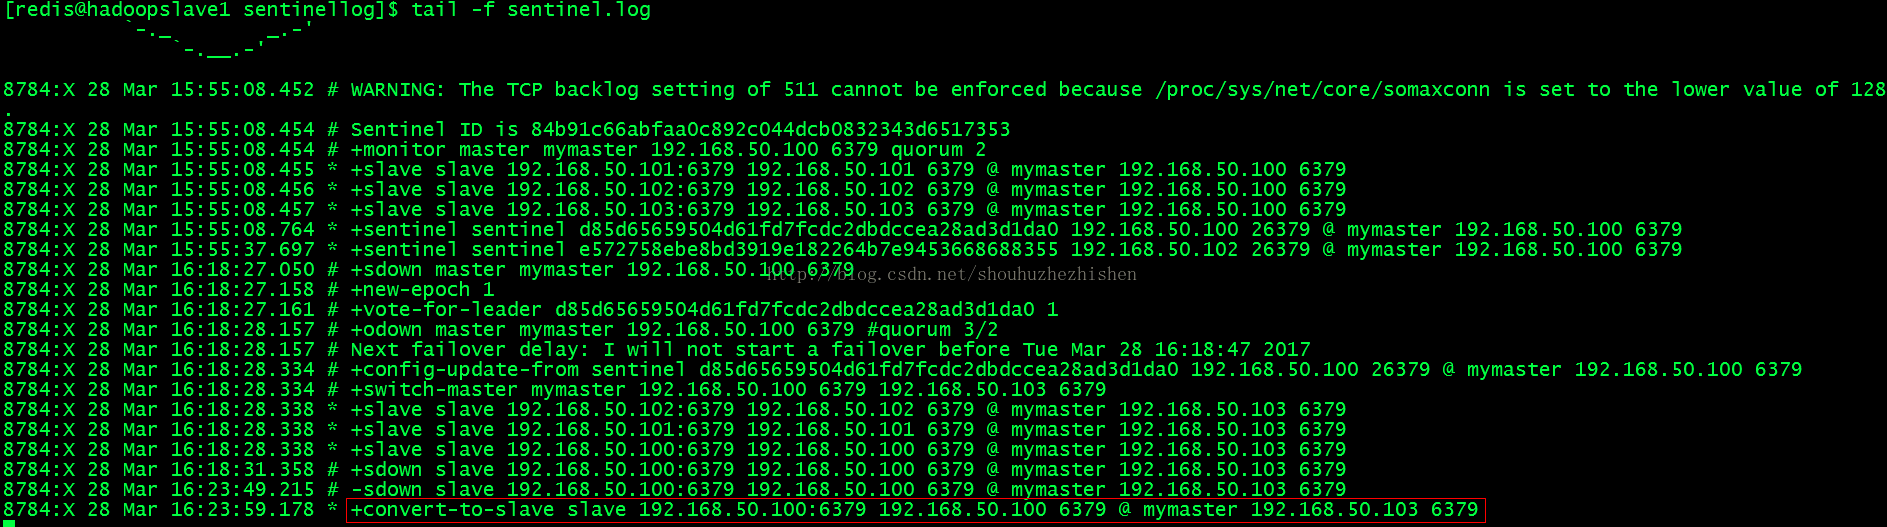 [redis@hadoopslave1 sentinellog]$ tail -f sentinel.log
`-._        _.-'
`-.__.-'
8784:X 28 Mar 15:55:08.452 # WARNING: The TCP backlog setting of 511 cannot be enforced because /proc/sys/net/core/somaxconn is set to the lower value of 128
.
8784:X 28 Mar 15:55:08.454 # Sentinel ID is 84b91c66abfaa0c892c044dcb0832343d6517353
8784:X 28 Mar 15:55:08.454 # +monitor master mymaster 192.168.50.100 6379 quorum 2
8784:X 28 Mar 15:55:08.455 * +slave slave 192.168.50.101:6379 192.168.50.101 6379 @ mymaster 192.168.50.100 6379
8784:X 28 Mar 15:55:08.456 * +slave slave 192.168.50.102:6379 192.168.50.102 6379 @ mymaster 192.168.50.100 6379
8784:X 28 Mar 15:55:08.457 * +slave slave 192.168.50.103:6379 192.168.50.103 6379 @ mymaster 192.168.50.100 6379
8784:X 28 Mar 15:55:08.764 * +sentinel sentinel d85d65659504d61fd7fcdc2dbdccea28ad3d1da0 192.168.50.100 26379 @ mymaster 192.168.50.100 6379
8784:X 28 Mar 15:55:37.697 * +sentinel sentinel e572758ebe8bd3919e182264b7e9453668688355 192.168.50.102 26379 @ mymaster 192.168.50.100 6379
8784:X 28 Mar 16:18:27.050 # +sdown master mymaster 192.168.50.100 6379
http://blog.csdn.net/shouhuzhezhishen
8784:X 28 Mar 16:18:27.158 # +new-epoch 1
8784:X 28 Mar 16:18:27.161 # +vote-for-leader d85d65659504d61fd7fcdc2dbdccea28ad3d1da0 1
8784:X 28 Mar 16:18:28.157 # +odown master mymaster 192.168.50.100 6379 #quorum 3/2
8784:X 28 Mar 16:18:28.157 # Next failover delay: I will not start a failover before Tue Mar 28 16:18:47 2017
8784:X 28 Mar 16:18:28.334 # +config-update-from sentinel d85d65659504d61fd7fcdc2dbdccea28ad3d1da0 192.168.50.100 26379 @ mymaster 192.168.50.100 6379
8784:X 28 Mar 16:18:28.334 # +switch-master mymaster 192.168.50.100 6379 192.168.50.103 6379
8784:X 28 Mar 16:18:28.338 * +slave slave 192.168.50.102:6379 192.168.50.102 6379 @ mymaster 192.168.50.103 6379
8784:X 28 Mar 16:18:28.338 * +slave slave 192.168.50.101:6379 192.168.50.101 6379 @ mymaster 192.168.50.103 6379
8784:X 28 Mar 16:18:28.338 * +slave slave 192.168.50.100:6379 192.168.50.100 6379 @ mymaster 192.168.50.103 6379
8784:X 28 Mar 16:18:31.358 # +sdown slave 192.168.50.100:6379 192.168.50.100 6379 @ mymaster 192.168.50.103 6379
8784:X 28 Mar 16:23:49.215 # -sdown slave 192.168.50.100:6379 192.168.50.100 6379 @ mymaster 192.168.50.103 6379
8784:X 28 Mar 16:23:59.178 * +convert-to-slave slave 192.168.50.100:6379 192.168.50.100 6379 @ mymaster 192.168.50.103 6379